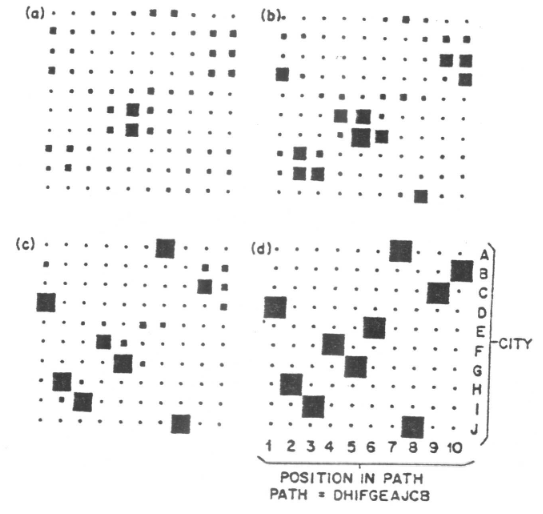 (a)
(b)
(c)
(d)
A
B
C
D
E
F
G
H
I
J
CITY
1 2 3 4 5 6 7 8 9 10
POSITION IN PATH
PATH = DHIFGEAJCB